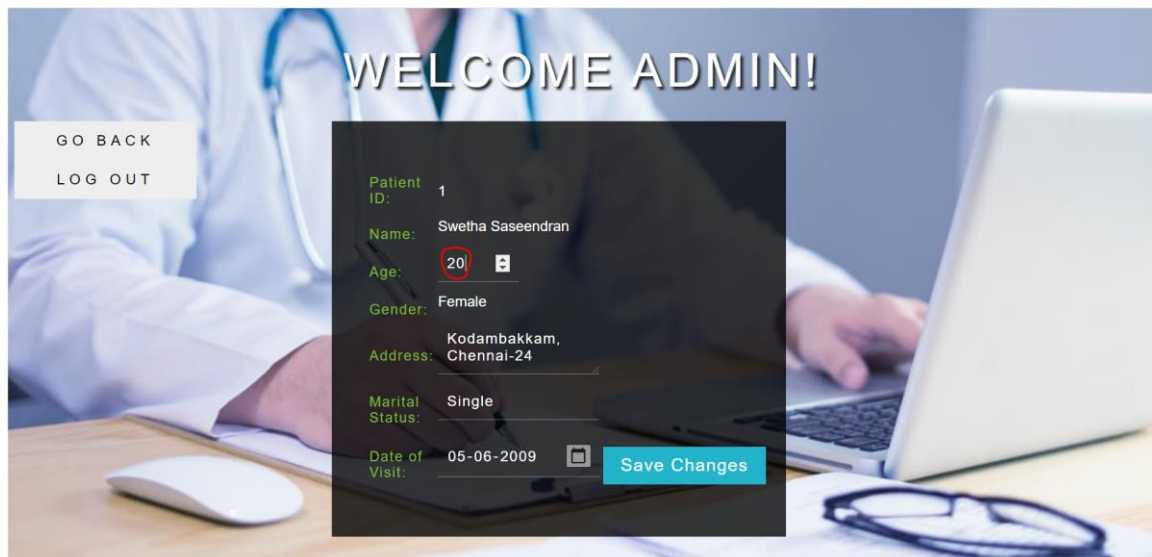 WELCOME ADMIN!
GO BACK
LOG OUT
Patient
ID:
1
Name:
Swetha Saseendran
Age:
20
Gender:
Female
Address:
Kodambakkam,
Chennai-24
Marital
Status:
Single
Date of
Visit:
05-06-2009
Save Changes